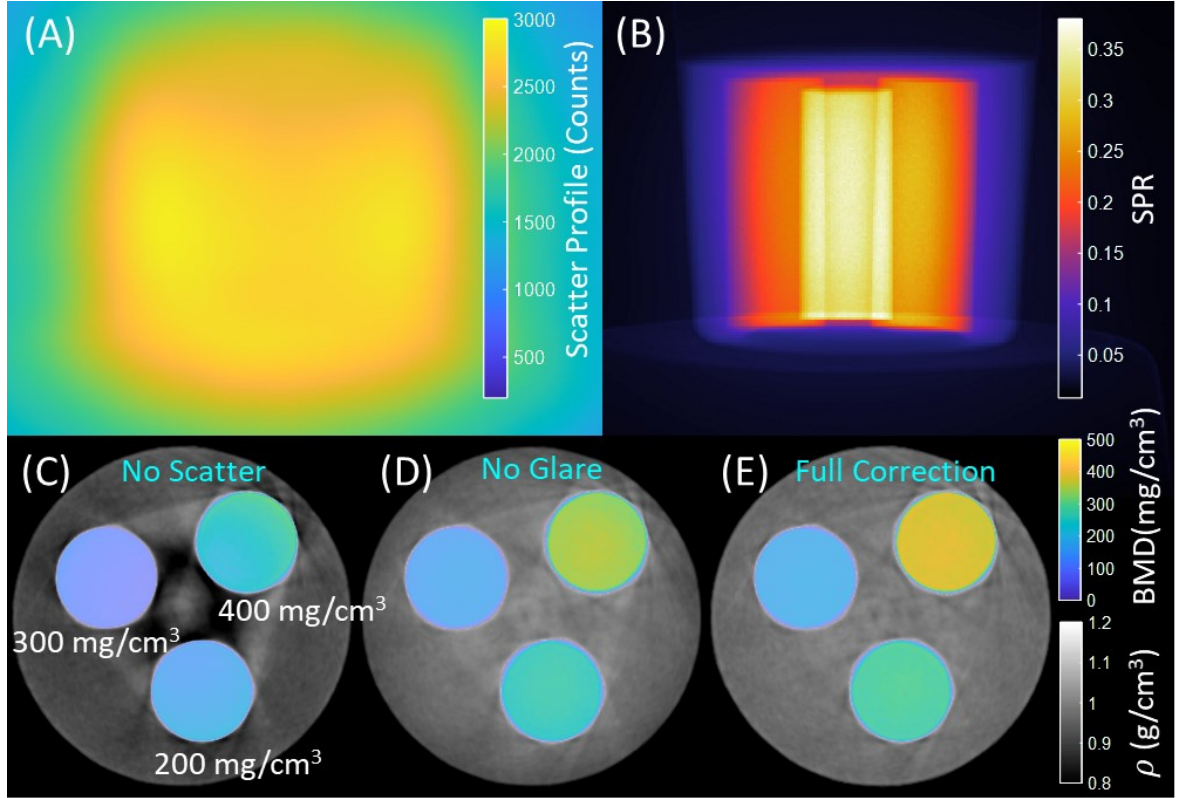 (A)
3000
2500
2000
1500
1000
500
Scatter Profile (Counts)
(B)
0.35
0.3
0.25
0.2
0.15
0.1
0.05
SPR
(C)
No Scatter
300 mg/cm³
400 mg/cm³
200 mg/cm³
(D)
No Glare
(E)
Full Correction
500
400
300
200
100
0
BMD(mg/cm³)
1.2
1.1
1
0.9
0.8
ρ (g/cm³)